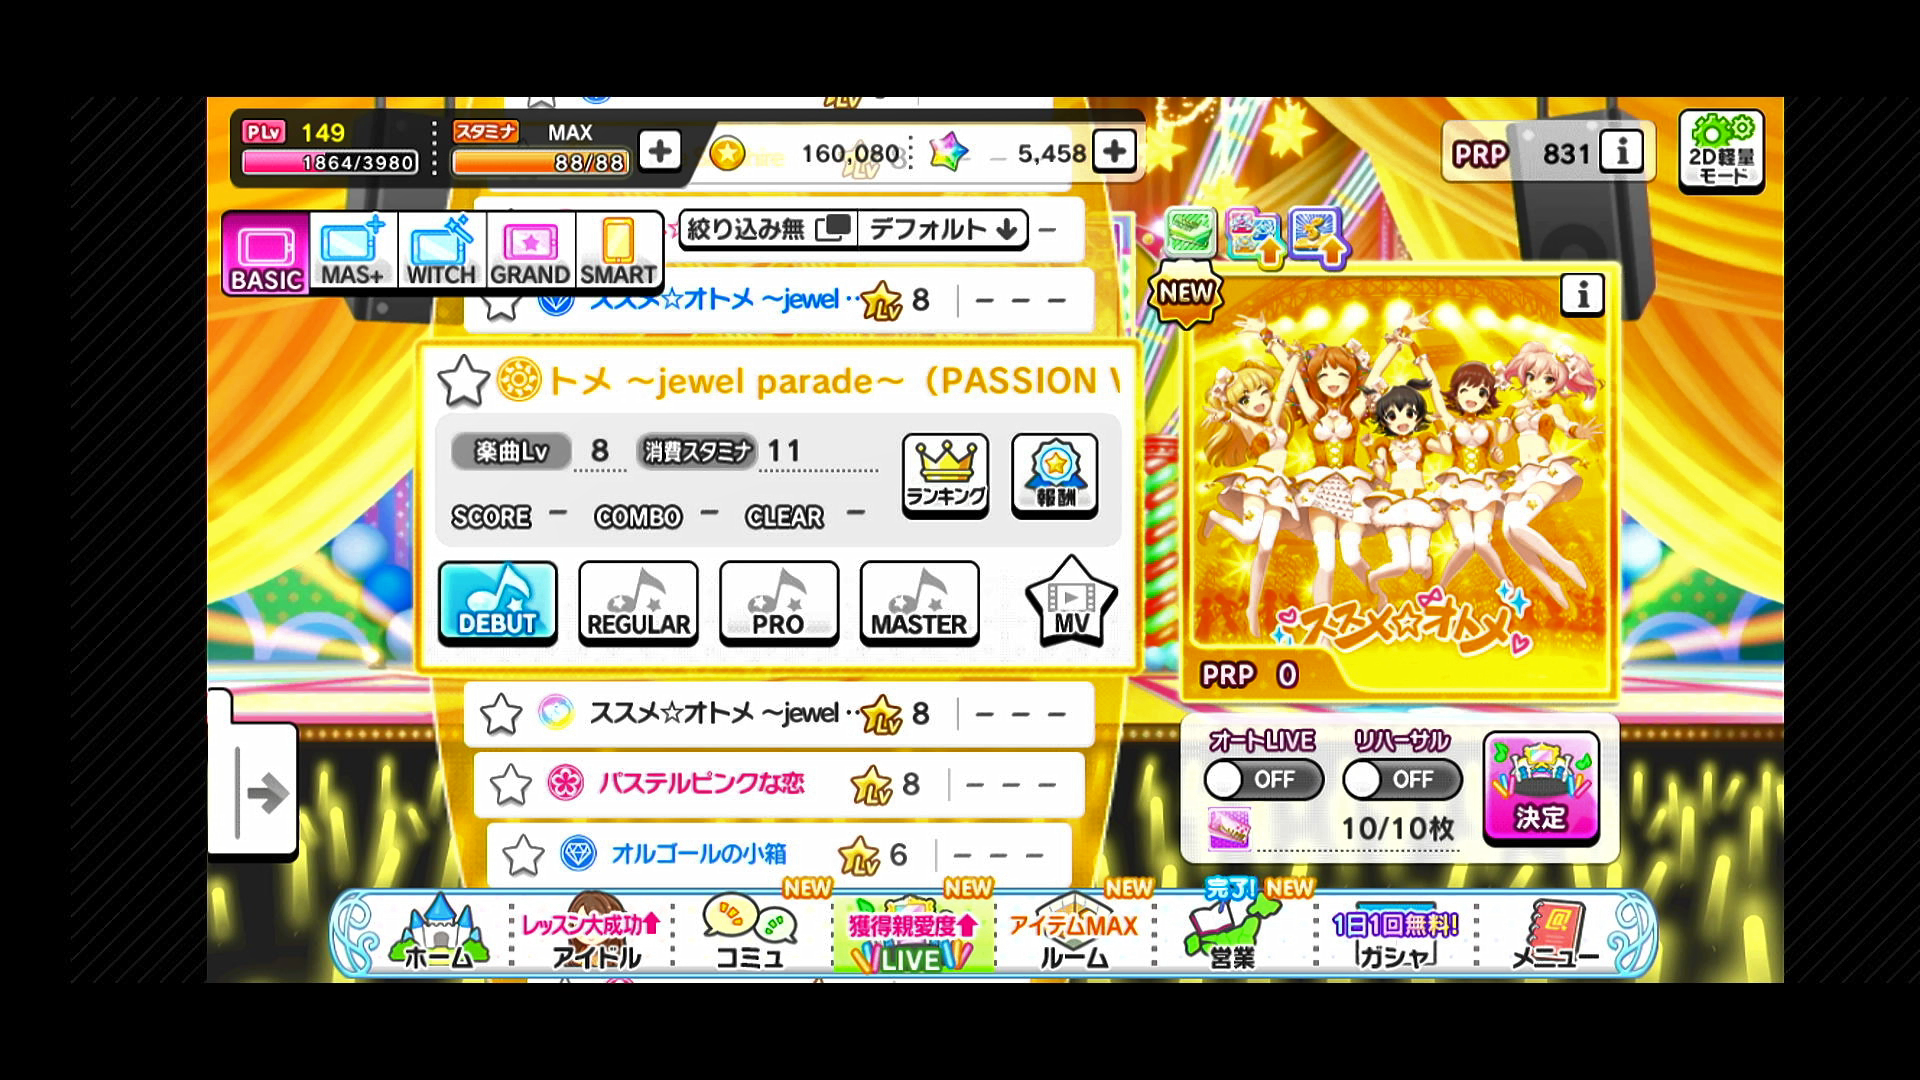 PLv 149
1864/3980
スタミナ MAX
88/88
160,080
5,458
PRP 831
2D軽量
モード
BASIC
MAS+
WITCH
GRAND
SMART
絞り込み無
デフォルト
ススメ☆オトメ ～jewel ‥ Lv 8 － － －
トメ ～jewel parade～（PASSION V
楽曲Lv 8 消費スタミナ 11
SCORE － COMBO － CLEAR －
ランキング
報酬
DEBUT
REGULAR
PRO
MASTER
MV
ススメ☆オトメ ～jewel ‥ Lv 8 － － －
パステルピンクな恋 Lv 8 － － －
オルゴールの小箱 Lv 6 － － －
NEW
ススメ☆オトメ
PRP 0
オートLIVE リハーサル
OFF OFF
10/10枚
決定
ホーム
レッスン大成功
アイドル
NEW
コミュ
NEW
獲得親愛度
LIVE
NEW
アイテムMAX
ルーム
完了! NEW
営業
1日1回無料!
ガシャ
メニュー